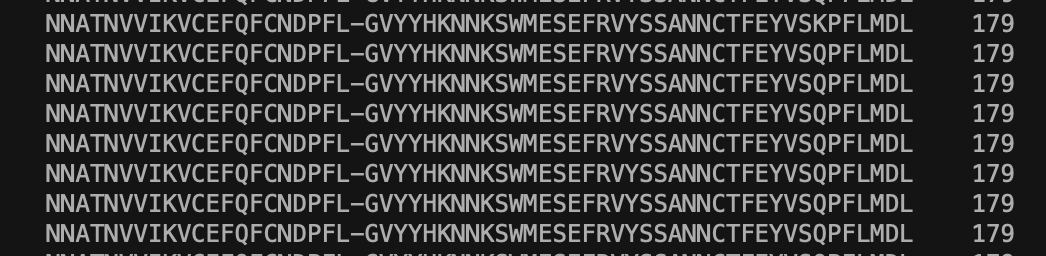 NNATNVVIKVCEFQFCNDPFL-GVYYHKNNKSWMESEFRVYSSANNCTFEYVSKPFLMDL 179
NNATNVVIKVCEFQFCNDPFL-GVYYHKNNKSWMESEFRVYSSANNCTFEYVSQPFLMDL 179
NNATNVVIKVCEFQFCNDPFL-GVYYHKNNKSWMESEFRVYSSANNCTFEYVSQPFLMDL 179
NNATNVVIKVCEFQFCNDPFL-GVYYHKNNKSWMESEFRVYSSANNCTFEYVSQPFLMDL 179
NNATNVVIKVCEFQFCNDPFL-GVYYHKNNKSWMESEFRVYSSANNCTFEYVSQPFLMDL 179
NNATNVVIKVCEFQFCNDPFL-GVYYHKNNKSWMESEFRVYSSANNCTFEYVSQPFLMDL 179
NNATNVVIKVCEFQFCNDPFL-GVYYHKNNKSWMESEFRVYSSANNCTFEYVSQPFLMDL 179
NNATNVVIKVCEFQFCNDPFL-GVYYHKNNKSWMESEFRVYSSANNCTFEYVSQPFLMDL 179